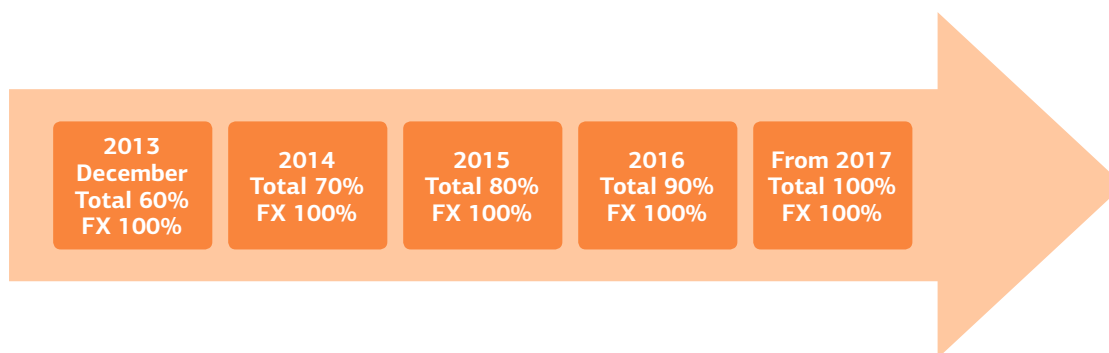 2013
December
Total 60%
FX 100%
2014
Total 70%
FX 100%
2015
Total 80%
FX 100%
2016
Total 90%
FX 100%
From 2017
Total 100%
FX 100%